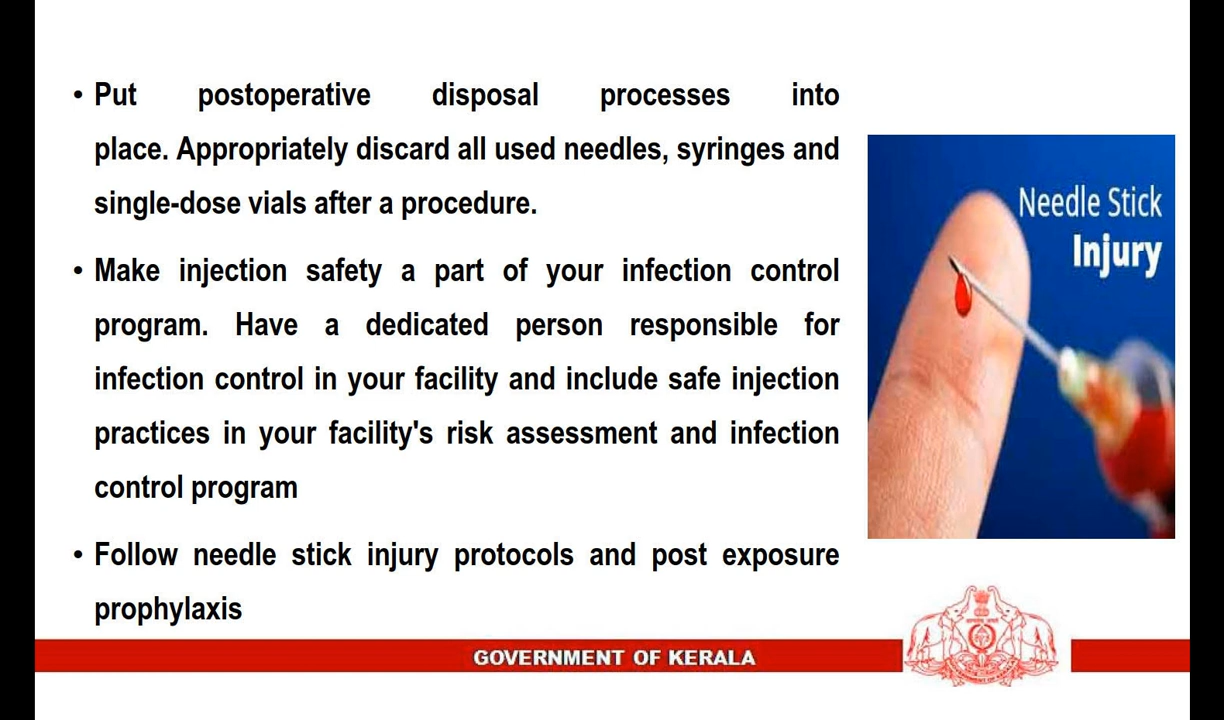 • Put postoperative disposal processes into
place. Appropriately discard all used needles, syringes and
single-dose vials after a procedure.
• Make injection safety a part of your infection control
program. Have a dedicated person responsible for
infection control in your facility and include safe injection
practices in your facility's risk assessment and infection
control program
• Follow needle stick injury protocols and post exposure
prophylaxis
Needle Stick
Injury
GOVERNMENT OF KERALA